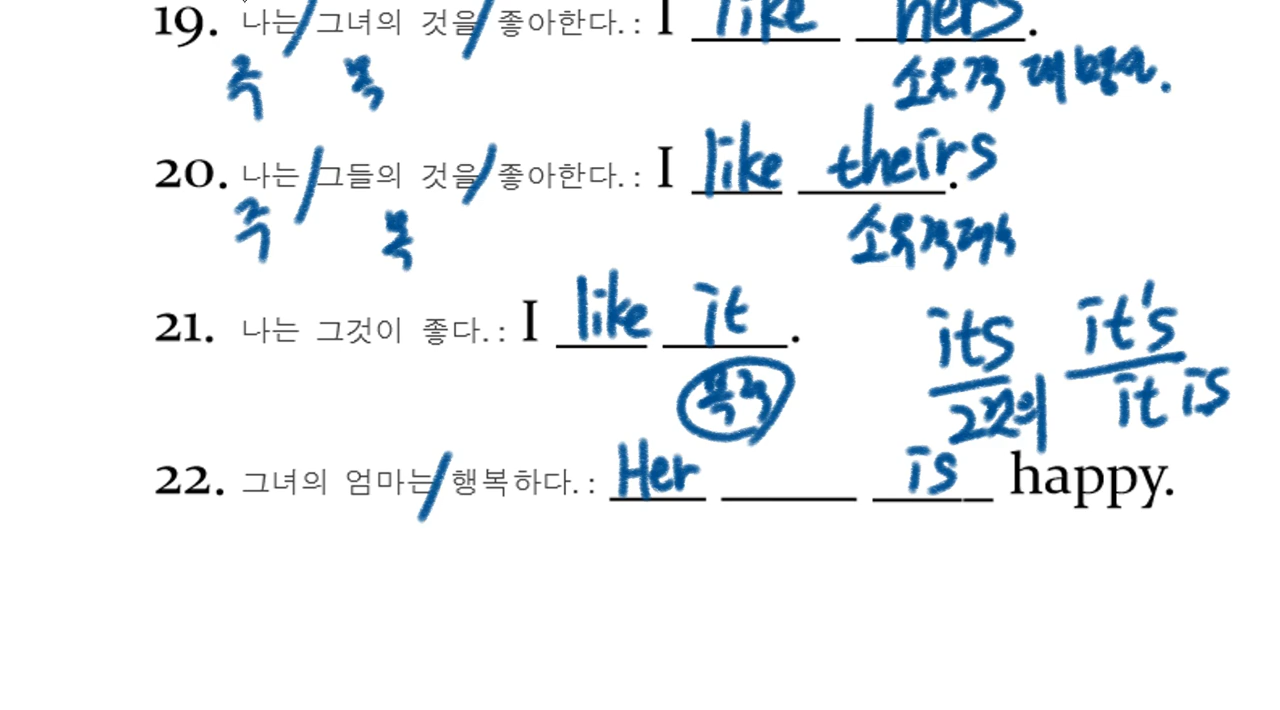 19. 나는/그녀의 것을/좋아한다. : I like hers.
주 목 소유격 대명사.
20. 나는/그들의 것을/좋아한다. : I like theirs.
주 목 소유격대명사
21. 나는 그것이 좋다. : I like it.
its it's
목적 그것의 it is
22. 그녀의 엄마는/행복하다. : Her is happy.